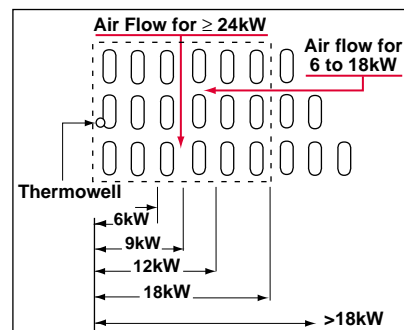 Air Flow for ≥ 24kW
Air flow for
6 to 18kW
Thermowell
6kW
9kW
12kW
18kW
>18kW